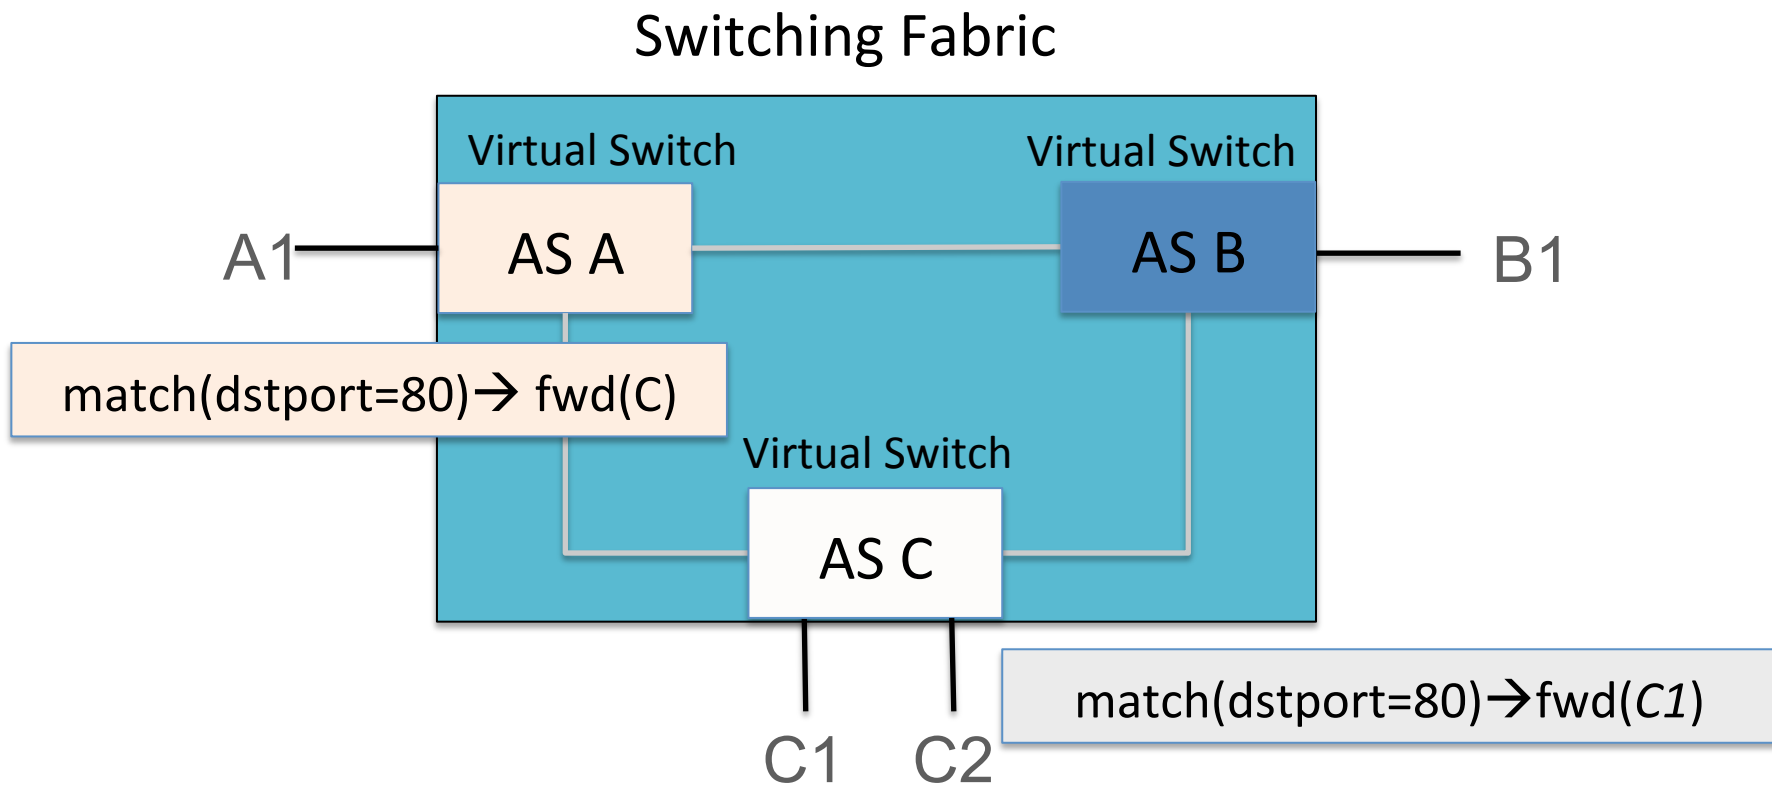 Switching Fabric
Virtual Switch
Virtual Switch
AS A
AS B
A1
B1
match(dstport=80)→ fwd(C)
Virtual Switch
AS C
match(dstport=80)→fwd(C1)
C1
C2